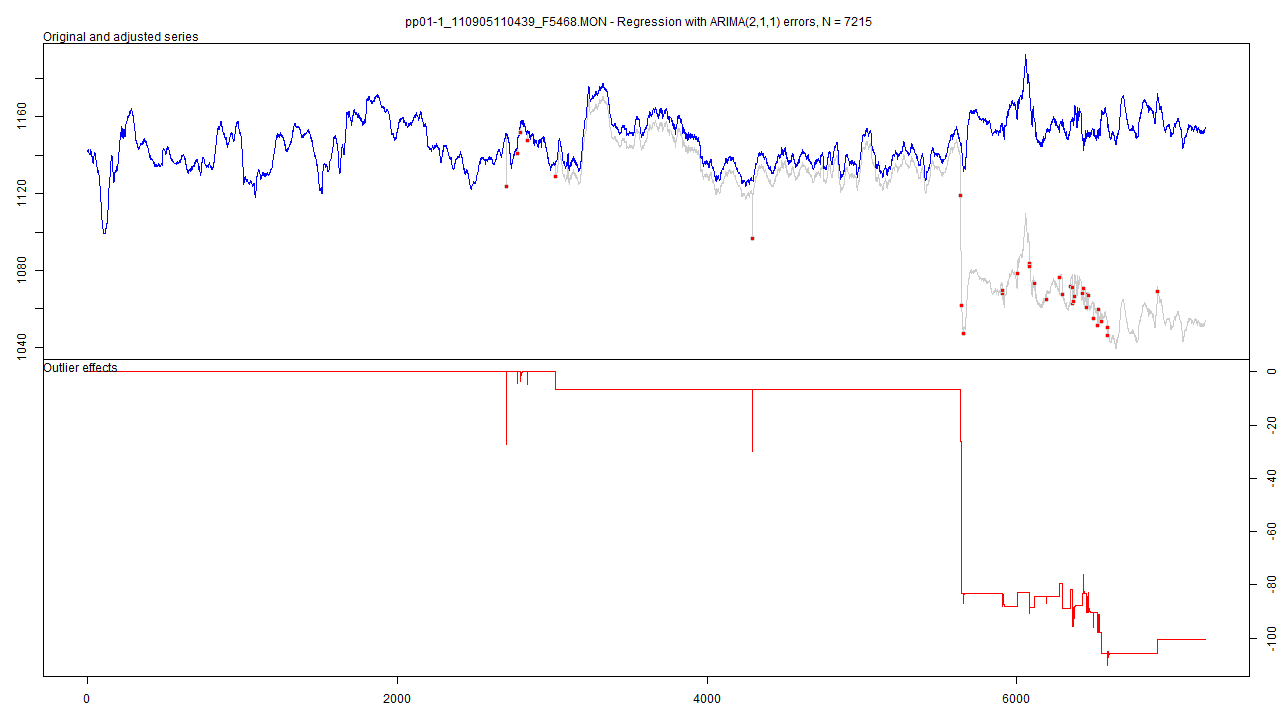 pp01-1_110905110439_F5468.MON - Regression with ARIMA(2,1,1) errors, N = 7215
Original and adjusted series
1160
1120
1080
1040
Outlier effects
0
-20
-40
-60
-80
-100
0 2000 4000 6000